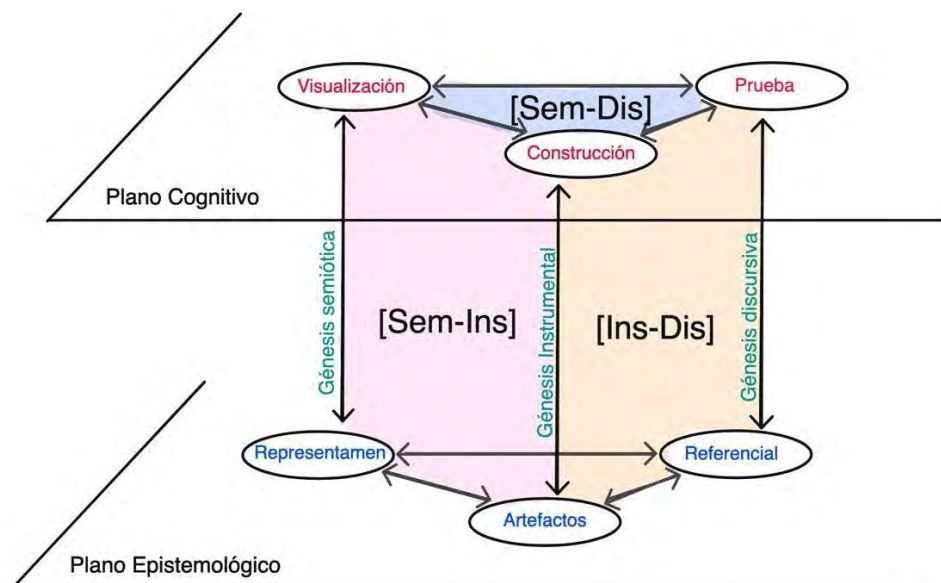 Visualización
Prueba
[Sem-Dis]
Construcción
Plano Cognitivo
Génesis semiótica
Génesis Instrumental
Génesis discursiva
[Sem-Ins]
[Ins-Dis]
Representamen
Referencial
Artefactos
Plano Epistemológico